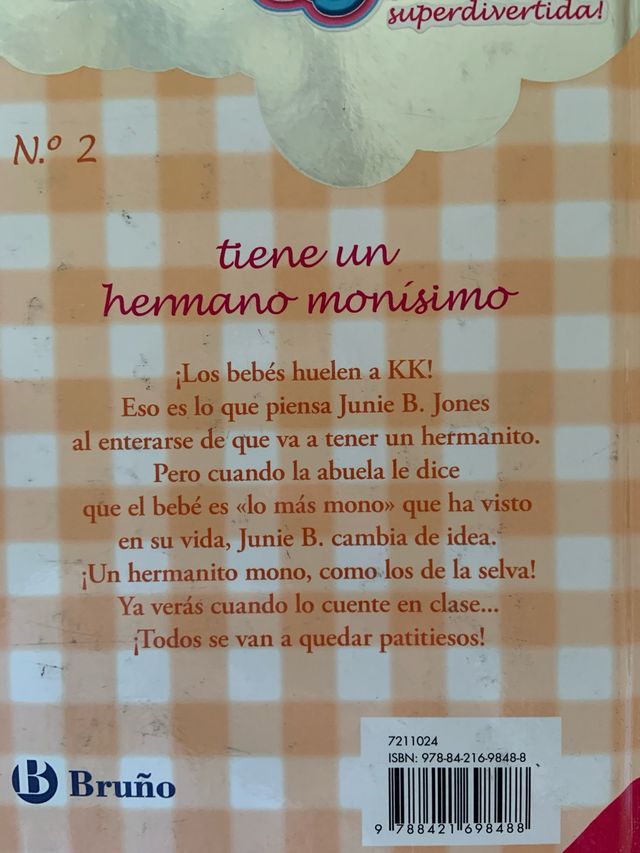 superdivertida!
N.º 2
tiene un
hermano monísimo
¡Los bebés huelen a KK!
Eso es lo que piensa Junie B. Jones
al enterarse de que va a tener un hermanito.
Pero cuando la abuela le dice
que el bebé es «lo más mono» que ha visto
en su vida, Junie B. cambia de idea.
¡Un hermanito mono, como los de la selva!
Ya verás cuando lo cuente en clase...
¡Todos se van a quedar patitiesos!
7211024
ISBN: 978-84-216-9848-8
9 788421 698488
B Bruño